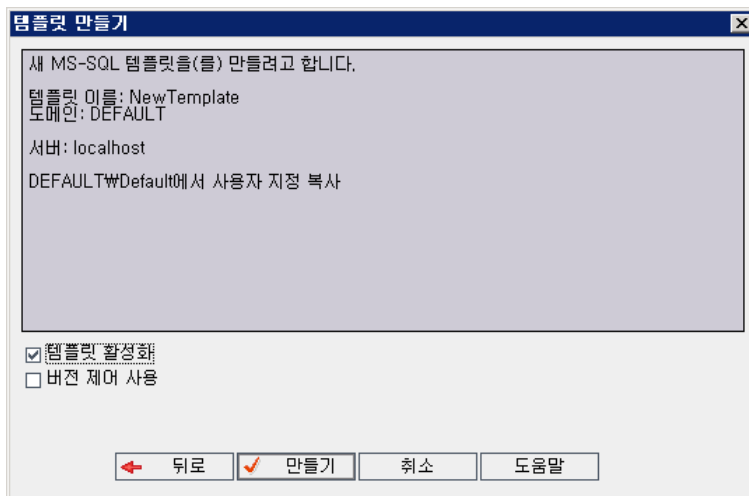 템플릿 만들기
새 MS-SQL 템플릿을(를) 만들려고 합니다.
템플릿 이름: NewTemplate
도메인: DEFAULT
서버: localhost
DEFAULT₩Default에서 사용자 지정 복사
템플릿 활성화
버전 제어 사용
뒤로 만들기 취소 도움말